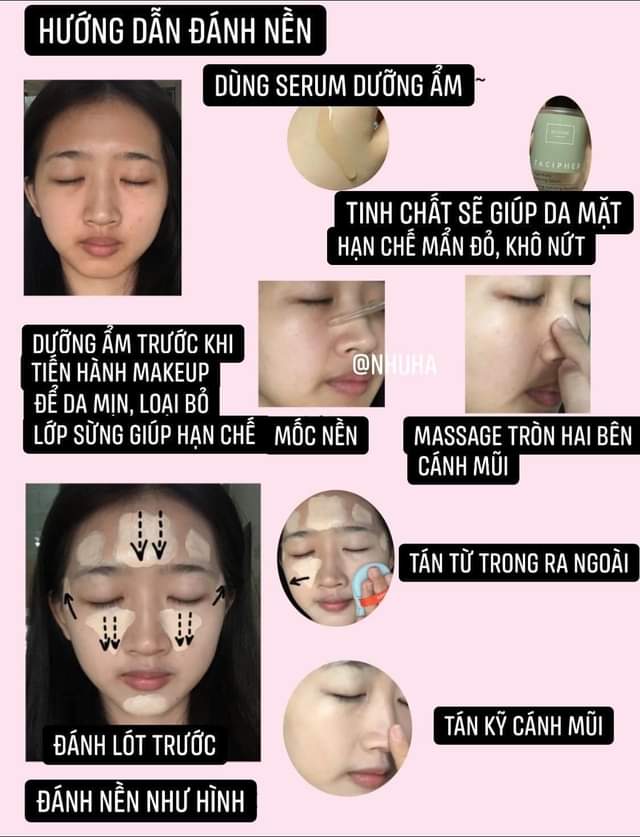 HƯỚNG DẪN ĐÁNH NỀN
DÙNG SERUM DƯỠNG ẨM ~
TINH CHẤT SẼ GIÚP DA MẶT
HẠN CHẾ MẨN ĐỎ, KHÔ NỨT
DƯỠNG ẨM TRƯỚC KHI
TIẾN HÀNH MAKEUP
ĐỂ DA MỊN, LOẠI BỎ
LỚP SỪNG GIÚP HẠN CHẾ MỐC NỀN
@NHUHA
MASSAGE TRÒN HAI BÊN
CÁNH MŨI
TÁN TỪ TRONG RA NGOÀI
TÁN KỸ CÁNH MŨI
ĐÁNH LÓT TRƯỚC
ĐÁNH NỀN NHƯ HÌNH